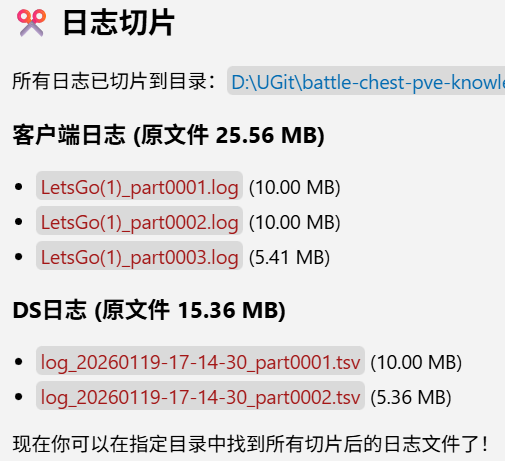 日志切片
所有日志已切片到目录： D:\UGit\battle-chest-pve-knowle
客户端日志 (原文件 25.56 MB)
LetsGo(1)_part0001.log (10.00 MB)
LetsGo(1)_part0002.log (10.00 MB)
LetsGo(1)_part0003.log (5.41 MB)
DS日志 (原文件 15.36 MB)
log_20260119-17-14-30_part0001.tsv (10.00 MB)
log_20260119-17-14-30_part0002.tsv (5.36 MB)
现在你可以在指定目录中找到所有切片后的日志文件了！